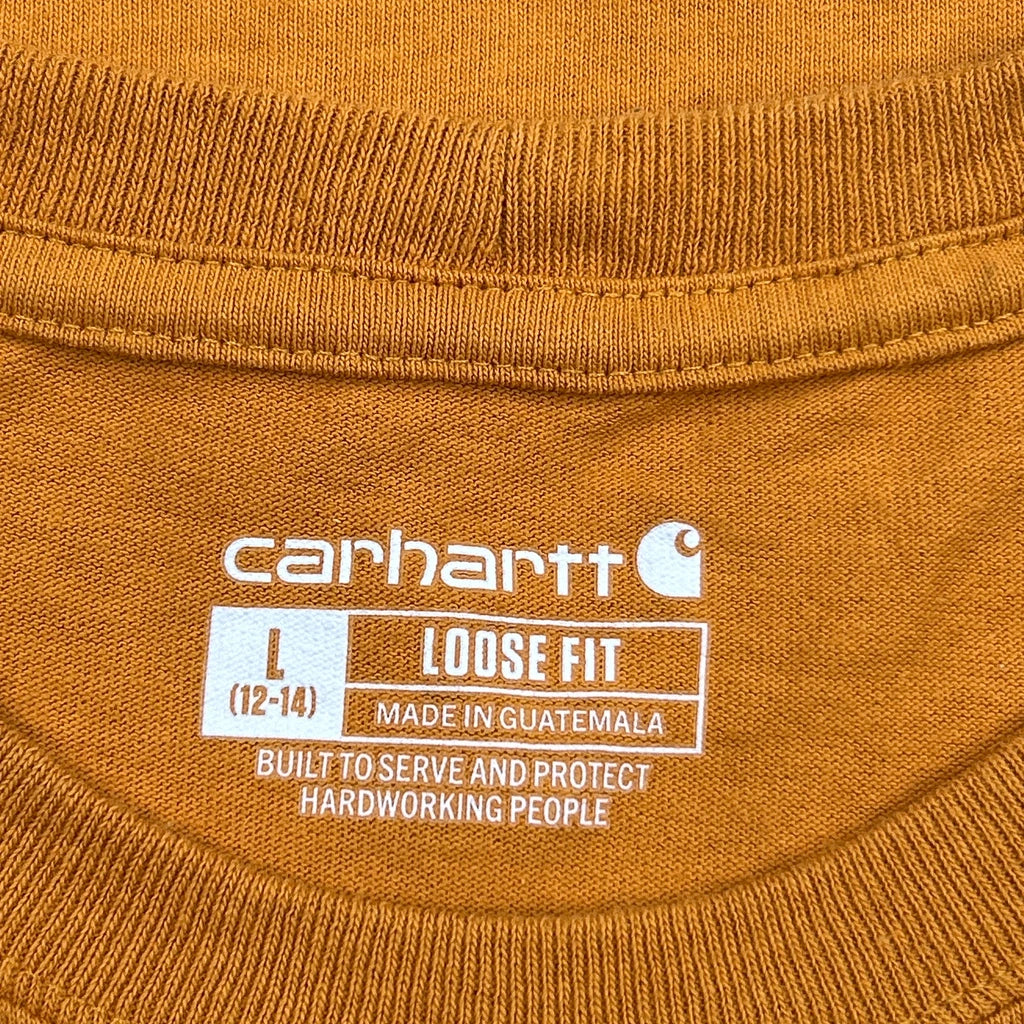 carhartt
L
(12-14)
LOOSE FIT
MADE IN GUATEMALA
BUILT TO SERVE AND PROTECT
HARDWORKING PEOPLE